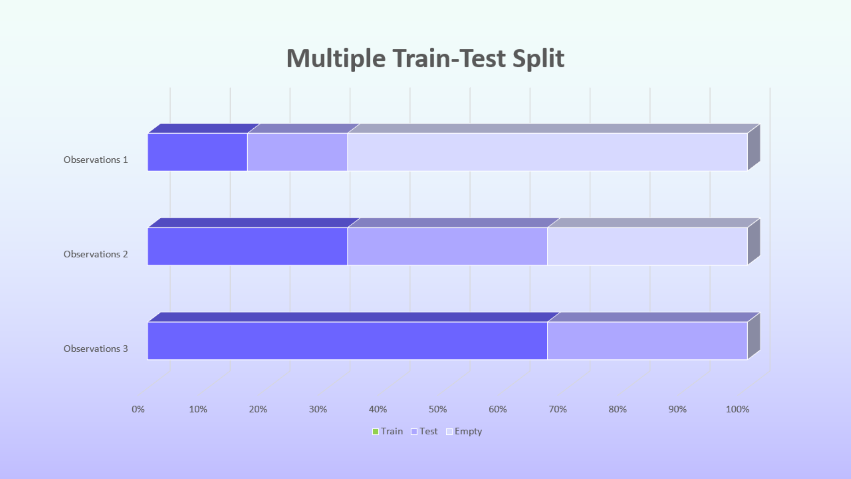 Multiple Train-Test Split
Observations 1
Observations 2
Observations 3
0% 10% 20% 30% 40% 50% 60% 70% 80% 90% 100%
Train Test Empty